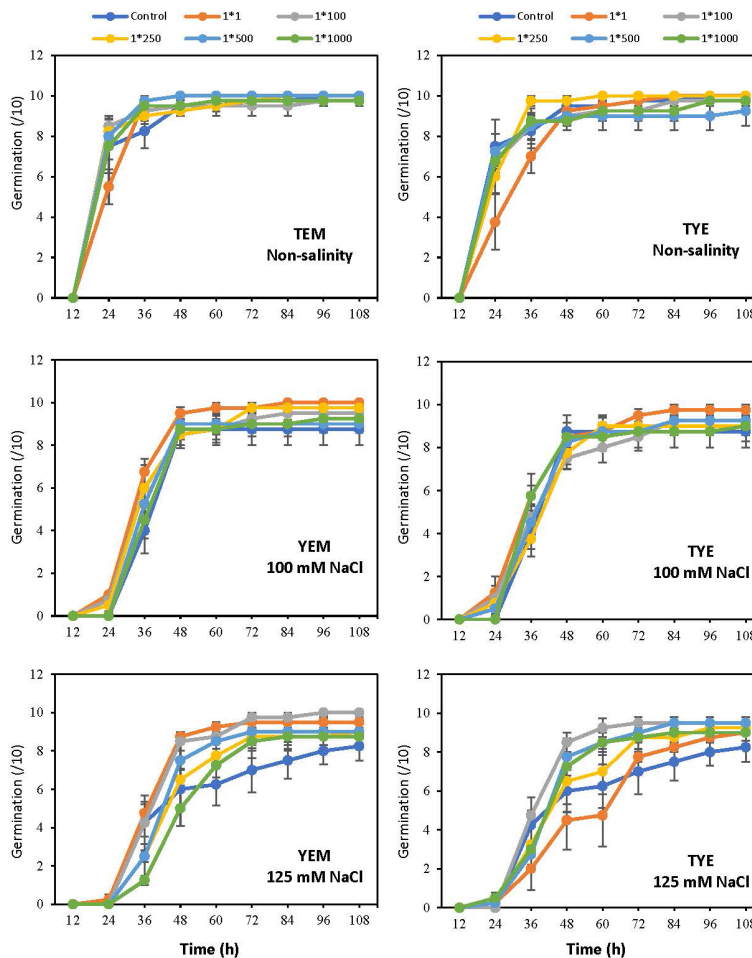 Control 1*1 1*100
1*250 1*500 1*1000
Control 1*1 1*100
1*250 1*500 1*1000
Germination (/10)
12
10
8
6
4
2
0
12 24 36 48 60 72 84 96 108
TEM
Non-salinity
Germination (/10)
12
10
8
6
4
2
0
12 24 36 48 60 72 84 96 108
TYE
Non-salinity
Germination (/10)
12
10
8
6
4
2
0
12 24 36 48 60 72 84 96 108
YEM
100 mM NaCl
Germination (/10)
12
10
8
6
4
2
0
12 24 36 48 60 72 84 96 108
TYE
100 mM NaCl
Germination (/10)
12
10
8
6
4
2
0
12 24 36 48 60 72 84 96 108
YEM
125 mM NaCl
Time (h)
Germination (/10)
12
10
8
6
4
2
0
12 24 36 48 60 72 84 96 108
TYE
125 mM NaCl
Time (h)